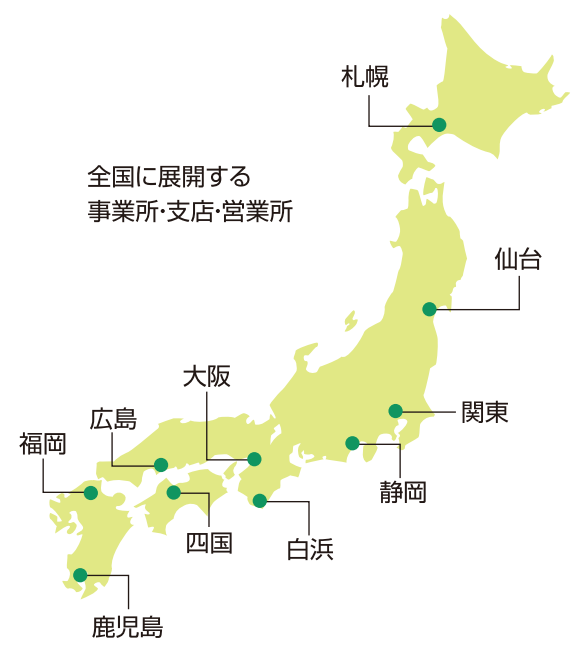 札幌
全国に展開する
事業所・支店・営業所
仙台
大阪
関東
広島
福岡
静岡
四国
白浜
鹿児島